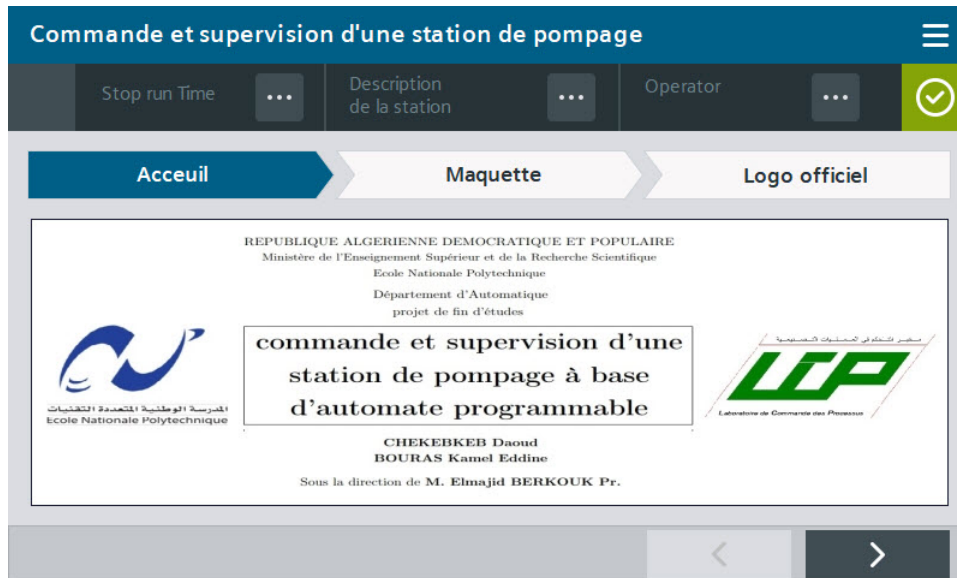 Commande et supervision d'une station de pompage
Stop run Time
...
Description
de la station
...
Operator
...
Acceuil
Maquette
Logo officiel
REPUBLIQUE ALGERIENNE DEMOCRATIQUE ET POPULAIRE
Ministère de l'Enseignement Supérieur et de la Recherche Scientifique
Ecole Nationale Polytechnique
Département d'Automatique
projet de fin d'études
commande et supervision d'une
station de pompage à base
d'automate programmable
المدرسة الوطنية المتعددة التقنيات
Ecole Nationale Polytechnique
LCP
Laboratoire de Commande des Processus
CHEKEBKEB Daoud
BOURAS Kamel Eddine
Sous la direction de M. Elmajid BERKOUK Pr.